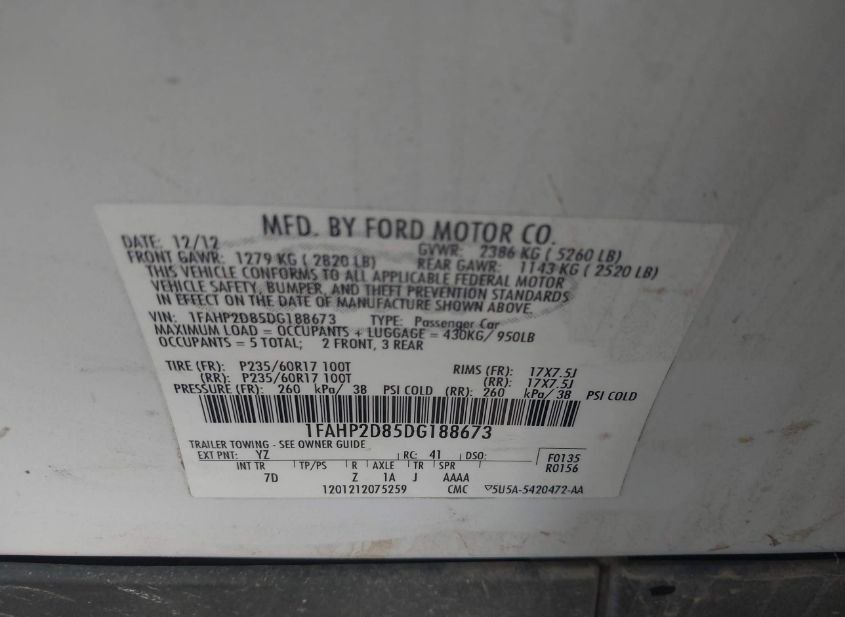 MFD. BY FORD MOTOR CO.
DATE: 12/12 GVWR: 2386 KG ( 5260 LB)
FRONT GAWR: 1279 KG ( 2820 LB) REAR GAWR: 1143 KG ( 2520 LB)
THIS VEHICLE CONFORMS TO ALL APPLICABLE FEDERAL MOTOR
VEHICLE SAFETY, BUMPER, AND THEFT PREVENTION STANDARDS
IN EFFECT ON THE DATE OF MANUFACTURE SHOWN ABOVE.
VIN: 1FAHP2D85DG188673 TYPE: Passenger Car
MAXIMUM LOAD = OCCUPANTS + LUGGAGE = 430KG/ 950LB
OCCUPANTS = 5 TOTAL; 2 FRONT, 3 REAR
TIRE (FR): P235/60R17 100T RIMS (FR): 17X7.5J
(RR): P235/60R17 100T (RR): 17X7.5J
PRESSURE (FR): 260 kPa/ 38 PSI COLD (RR): 260 kPa/ 38 PSI COLD
1FAHP2D85DG188673
TRAILER TOWING - SEE OWNER GUIDE
EXT PNT: YZ RC: 41 DSO: F0135
INT TR TP/PS R AXLE TR SPR R0156
7D Z 1A J AAAA
1201212075259 CMC ▽5U5A-5420472-AA